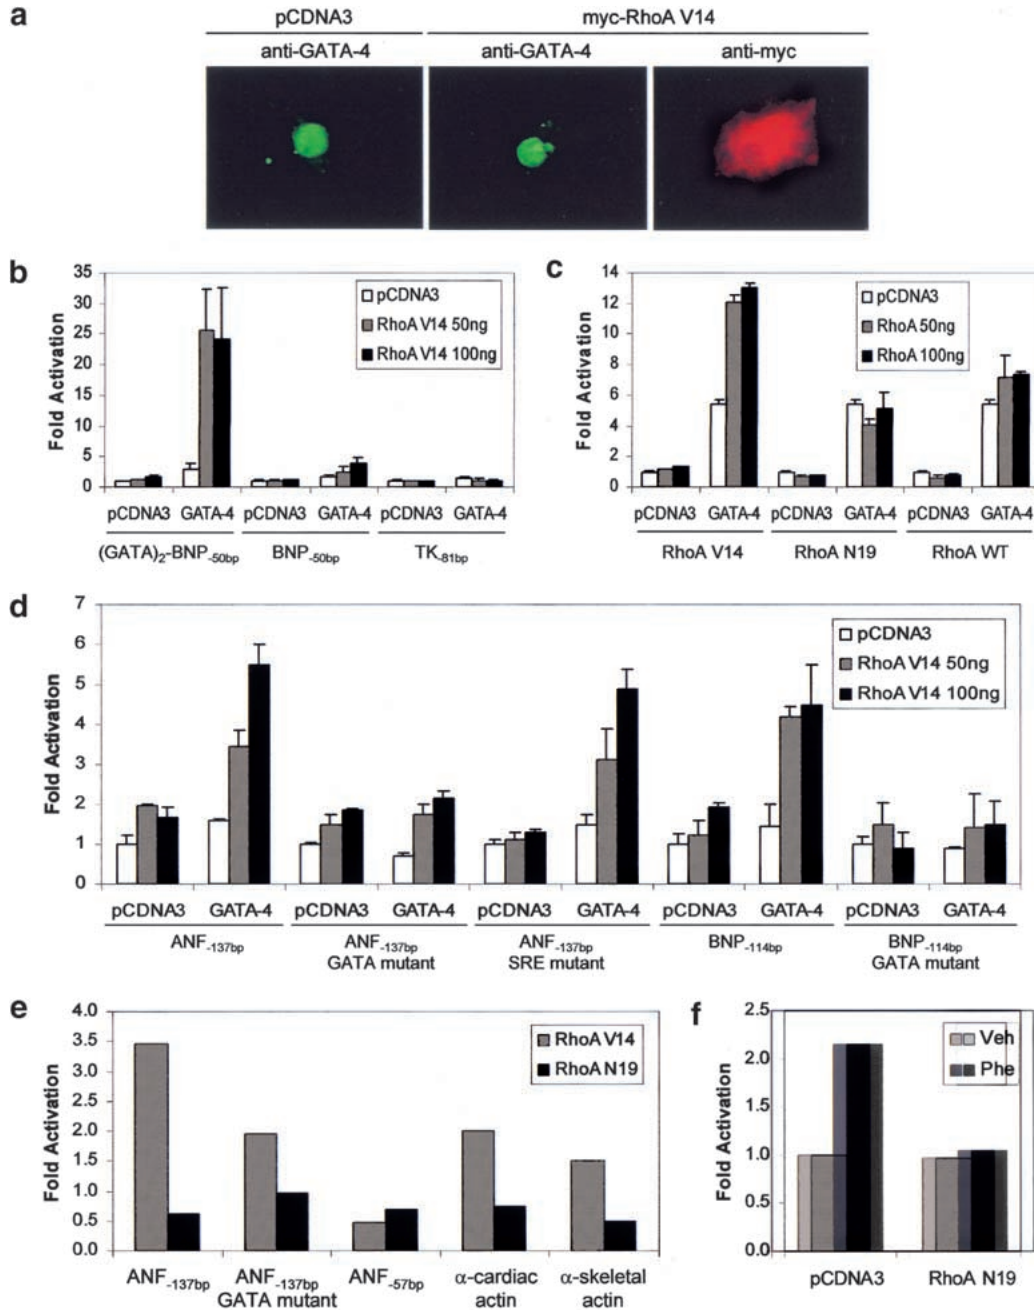 a
pCDNA3 myc-RhoA V14
anti-GATA-4 anti-GATA-4 anti-myc
b
35
30
25
20
15
10
5
0
Fold Activation
pCDNA3
RhoA V14 50ng
RhoA V14 100ng
pCDNA3 GATA-4 pCDNA3 GATA-4 pCDNA3 GATA-4
(GATA)2-BNP-50bp BNP-50bp TK-81bp
c
14
12
10
8
6
4
2
0
Fold Activation
pCDNA3
RhoA 50ng
RhoA 100ng
pCDNA3 GATA-4 pCDNA3 GATA-4 pCDNA3 GATA-4
RhoA V14 RhoA N19 RhoA WT
d
7
6
5
4
3
2
1
0
Fold Activation
pCDNA3
RhoA V14 50ng
RhoA V14 100ng
pCDNA3 GATA-4 pCDNA3 GATA-4 pCDNA3 GATA-4 pCDNA3 GATA-4 pCDNA3 GATA-4
ANF-137bp ANF-137bp ANF-137bp BNP-114bp BNP-114bp
GATA mutant SRE mutant GATA mutant
e
4.0
3.5
3.0
2.5
2.0
1.5
1.0
0.5
0.0
Fold Activation
RhoA V14
RhoA N19
ANF-137bp ANF-137bp ANF-57bp α-cardiac α-skeletal
GATA mutant actin actin
f
2.5
2.0
1.5
1.0
0.5
0.0
Fold Activation
Veh
Phe
pCDNA3 RhoA N19